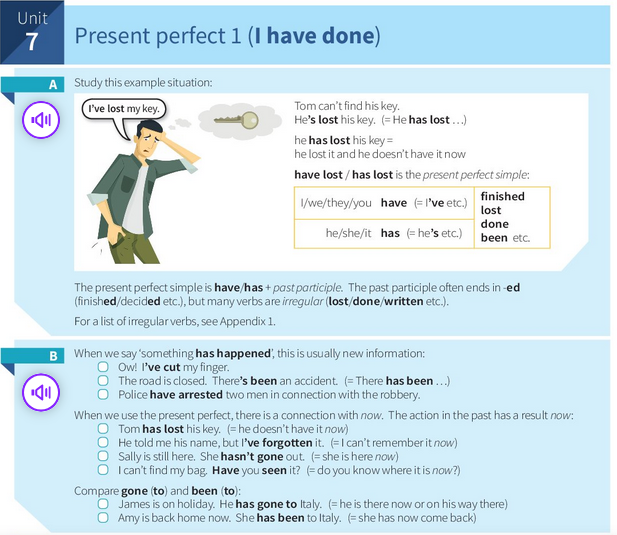 Unit
7
Present perfect 1 (I have done)
A
Study this example situation:
I've lost my key.
Tom can't find his key.
He's lost his key. (= He has lost …)
he has lost his key =
he lost it and he doesn't have it now
have lost / has lost is the present perfect simple:
I/we/they/you have (= I've etc.)
he/she/it has (= he's etc.)
finished
lost
done
been etc.
The present perfect simple is have/has + past participle. The past participle often ends in -ed
(finished/decided etc.), but many verbs are irregular (lost/done/written etc.).
For a list of irregular verbs, see Appendix 1.
B
When we say 'something has happened', this is usually new information:
Ow! I've cut my finger.
The road is closed. There's been an accident. (= There has been …)
Police have arrested two men in connection with the robbery.
When we use the present perfect, there is a connection with now. The action in the past has a result now:
Tom has lost his key. (= he doesn't have it now)
He told me his name, but I've forgotten it. (= I can't remember it now)
Sally is still here. She hasn't gone out. (= she is here now)
I can't find my bag. Have you seen it? (= do you know where it is now?)
Compare gone (to) and been (to):
James is on holiday. He has gone to Italy. (= he is there now or on his way there)
Amy is back home now. She has been to Italy. (= she has now come back)